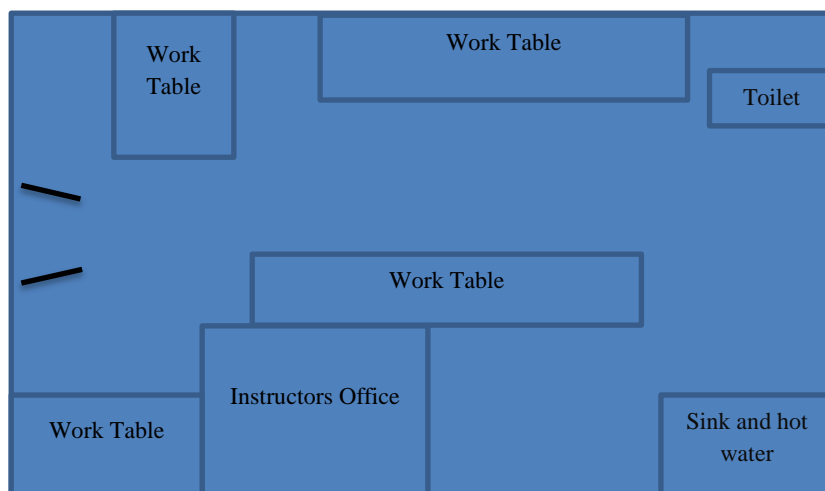 Work
Table
Work Table
Toilet
Work Table
Instructors Office
Work Table
Sink and hot
water